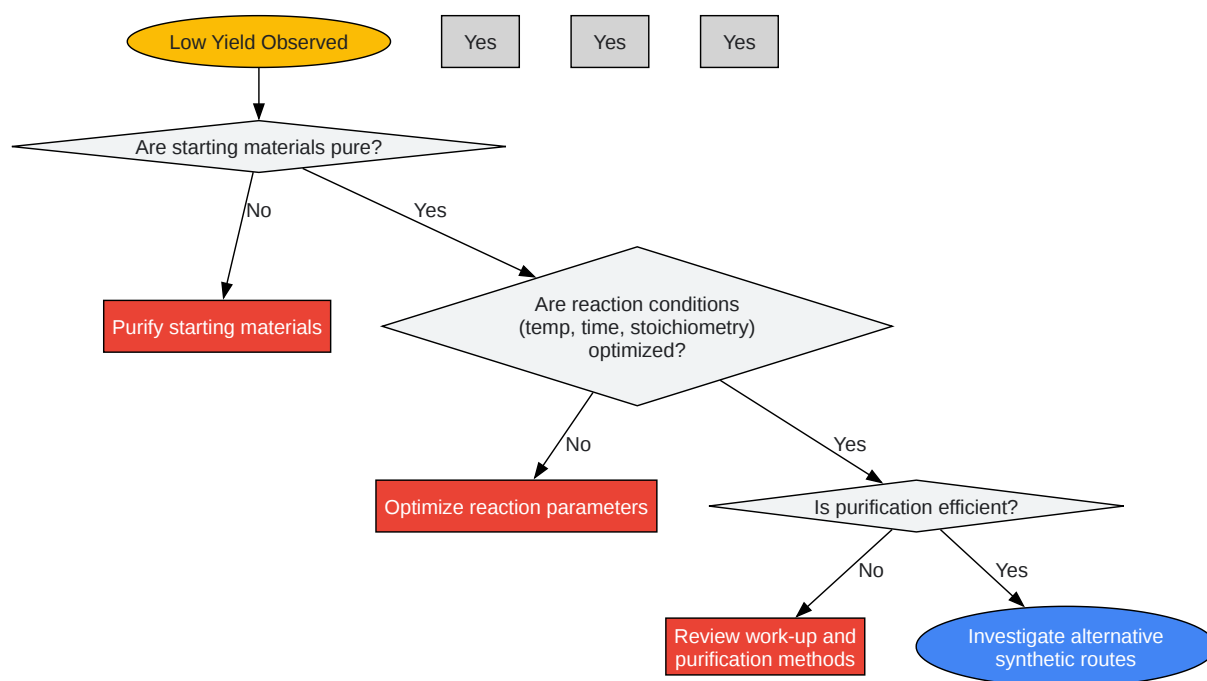 Low Yield Observed
Yes
Yes
Yes
Are starting materials pure?
No
Yes
Purify starting materials
Are reaction conditions
(temp, time, stoichiometry)
optimized?
No
Yes
Optimize reaction parameters
Is purification efficient?
No
Yes
Review work-up and
purification methods
Investigate alternative
synthetic routes